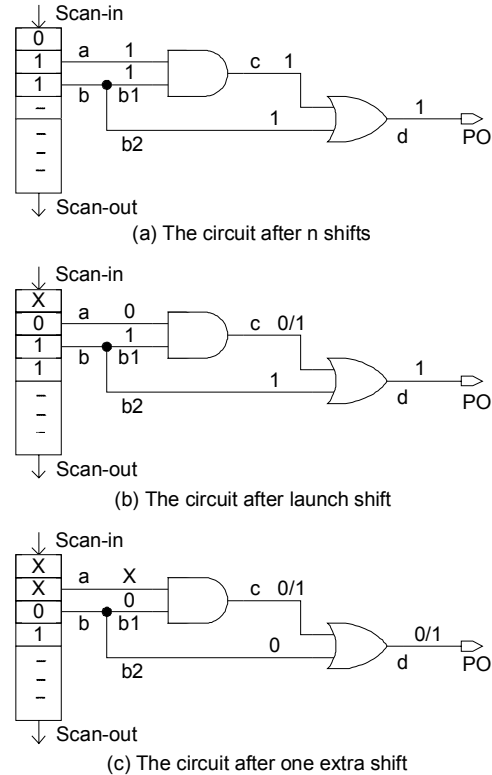 Scan-in
0
1 a 1
1 b 1 b1
–
–
–
–
c 1
1
b2
1
d
PO
Scan-out
(a) The circuit after n shifts
Scan-in
X
0 a 0
1 b 1 b1
1
–
–
–
c 0/1
1
b2
1
d
PO
Scan-out
(b) The circuit after launch shift
Scan-in
X
X a X
0 b 0 b1
1
–
–
–
c 0/1
0
b2
0/1
d
PO
Scan-out
(c) The circuit after one extra shift